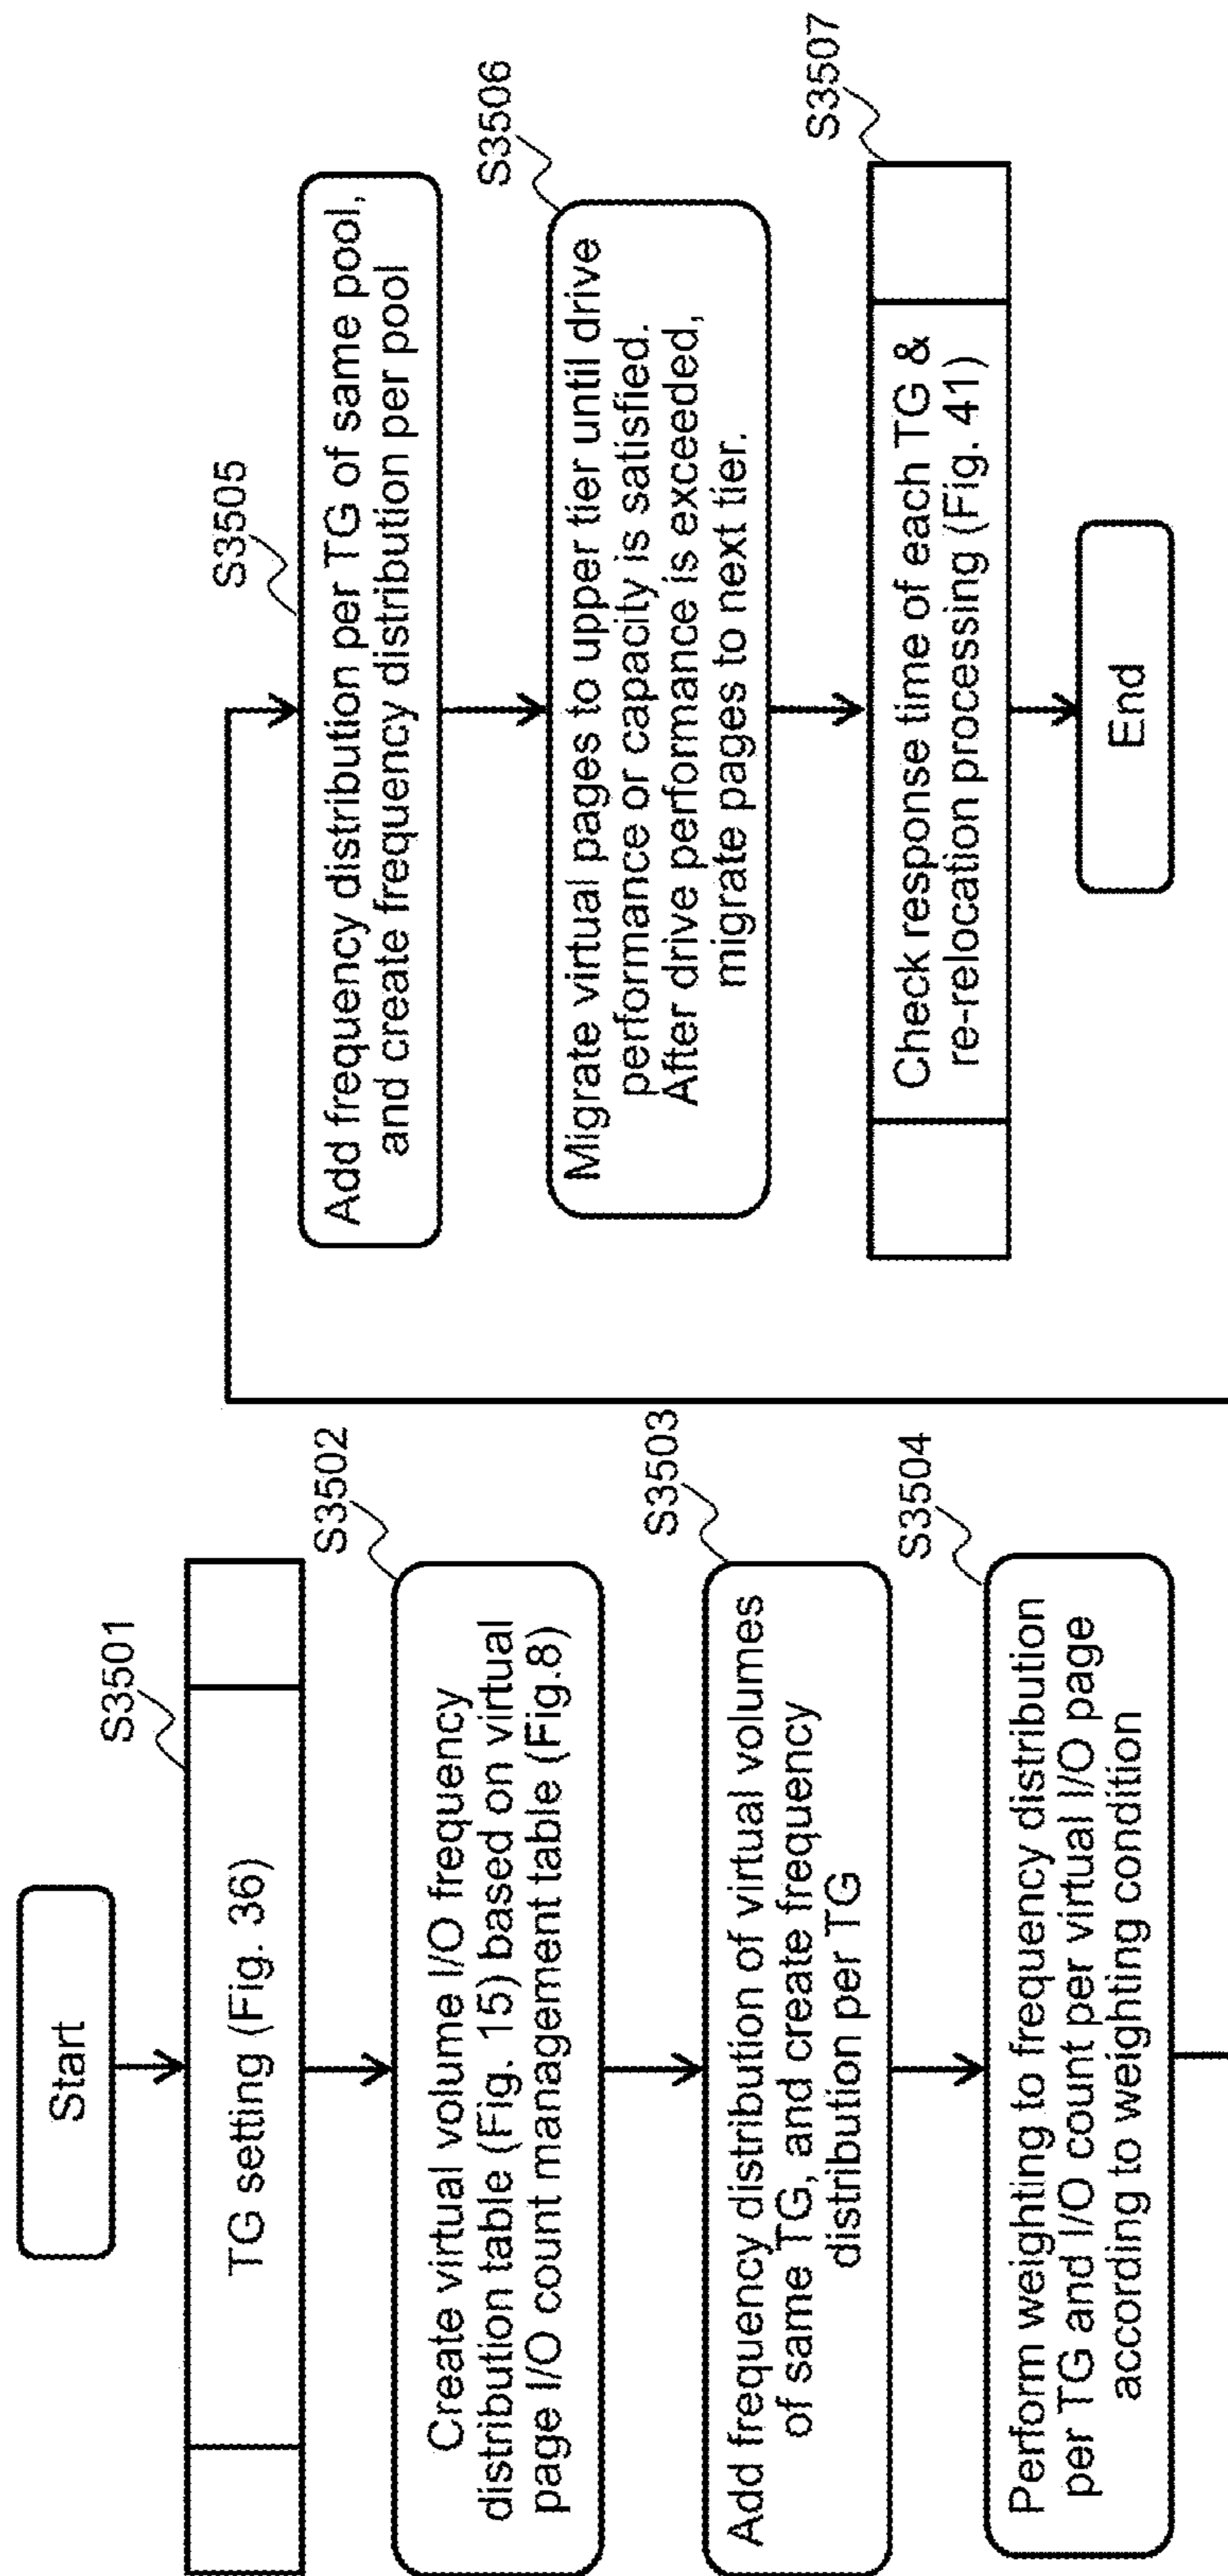 Start
S3501
TG setting (Fig. 36)
S3502
Create virtual volume I/O frequency
distribution table (Fig. 15) based on virtual
page I/O count management table (Fig.8)
S3503
Add frequency distribution of virtual volumes
of same TG, and create frequency
distribution per TG
S3504
Perform weighting to frequency distribution
per TG and I/O count per virtual I/O page
according to weighting condition
S3505
Add frequency distribution per TG of same pool,
and create frequency distribution per pool
S3506
Migrate virtual pages to upper tier until drive
performance or capacity is satisfied.
After drive performance is exceeded,
migrate pages to next tier.
S3507
Check response time of each TG &
re-relocation processing (Fig. 41)
End